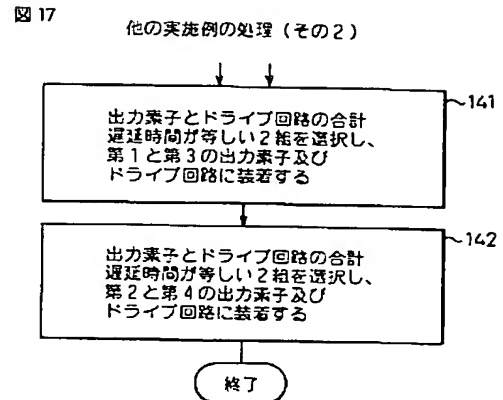 図17
他の実施例の処理（その2）
141
出力素子とドライブ回路の合計
遅延時間が等しい2組を選択し、
第1と第3の出力素子及び
ドライブ回路に装着する
142
出力素子とドライブ回路の合計
遅延時間が等しい2組を選択し、
第2と第4の出力素子及び
ドライブ回路に装着する
終了